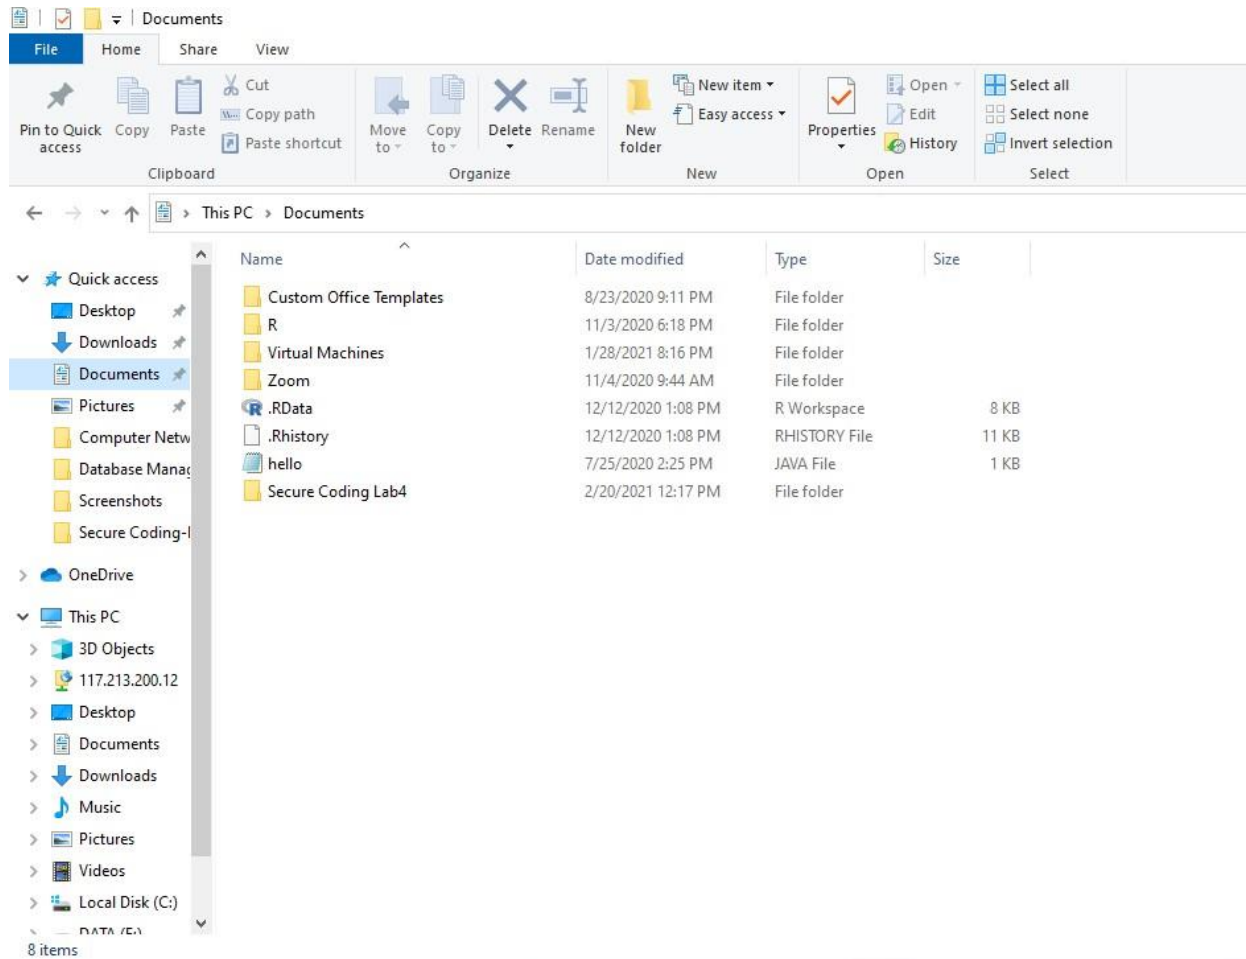 Documents
File Home Share View
Pin to Quick access Copy Paste Cut Copy path Paste shortcut Move to Copy to Delete Rename New folder New item Easy access Properties Open Edit History Select all Select none Invert selection
Clipboard Organize New Open Select
This PC > Documents
Name Date modified Type Size
Quick access
Desktop
Downloads
Documents
Pictures
Computer Netw
Database Manag
Screenshots
Secure Coding-
OneDrive
This PC
3D Objects
117.213.200.12
Desktop
Documents
Downloads
Music
Pictures
Videos
Local Disk (C:)
Custom Office Templates 8/23/2020 9:11 PM File folder
R 11/3/2020 6:18 PM File folder
Virtual Machines 1/28/2021 8:16 PM File folder
Zoom 11/4/2020 9:44 AM File folder
.RData 12/12/2020 1:08 PM R Workspace 8 KB
.Rhistory 12/12/2020 1:08 PM RHISTORY File 11 KB
hello 7/25/2020 2:25 PM JAVA File 1 KB
Secure Coding Lab4 2/20/2021 12:17 PM File folder
8 items